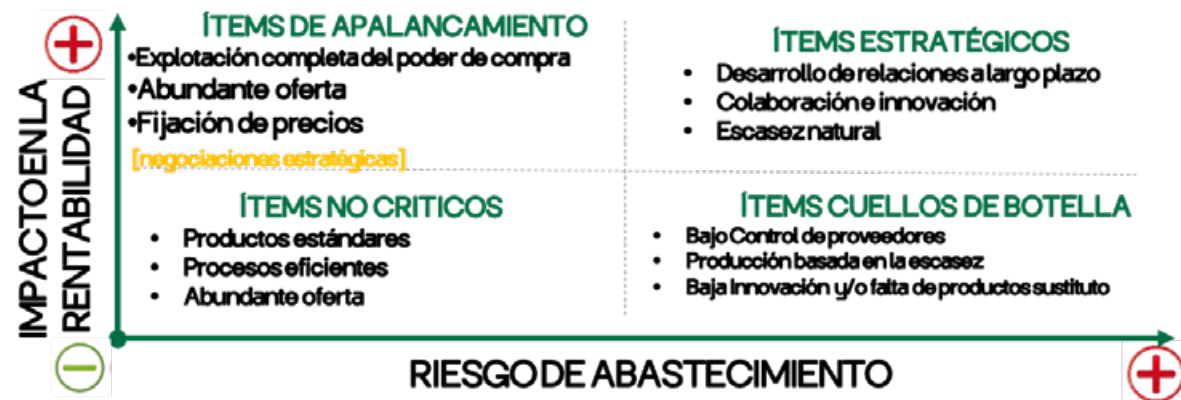 IMPACTO EN LA
RENTABILIDAD
ÍTEMS DE APALANCAMIENTO
•Explotación completa del poder de compra
•Abundante oferta
•Fijación de precios
[negociaciones estratégicas]
ÍTEMS ESTRATÉGICOS
• Desarrollo de relaciones a largo plazo
• Colaboración e innovación
• Escasez natural
ÍTEMS NO CRITICOS
• Productos estándares
• Procesos eficientes
• Abundante oferta
ÍTEMS CUELLOS DE BOTELLA
• Bajo Control de proveedores
• Producción basada en la escasez
• Baja Innovación y/o falta de productos sustituto
RIESGO DE ABASTECIMIENTO